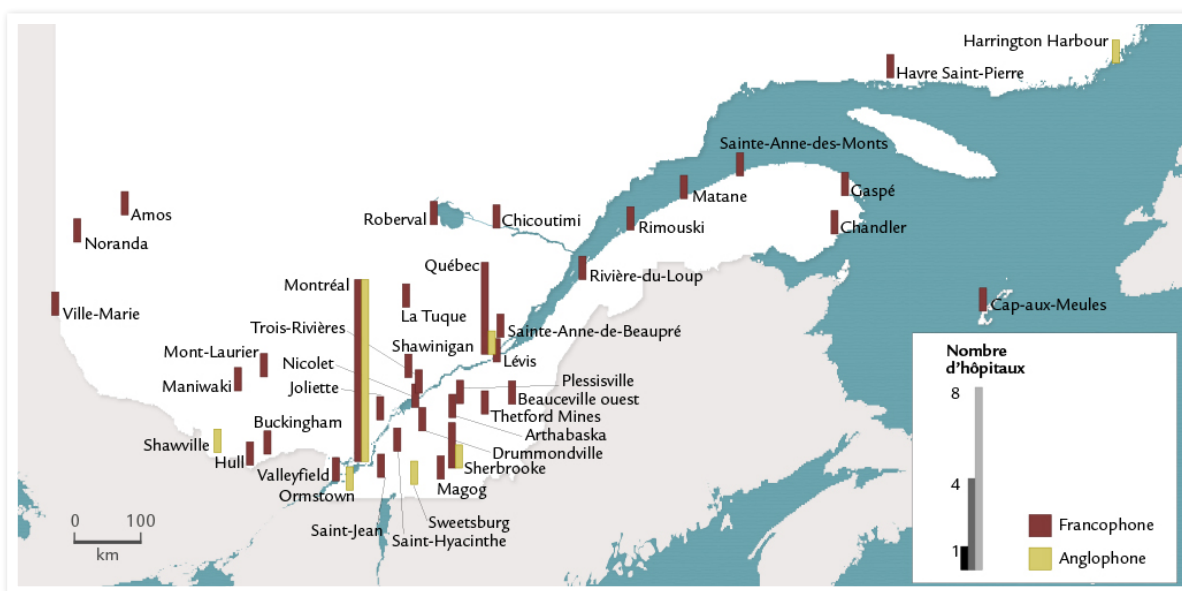 Harrington Harbour
Havre Saint-Pierre
Sainte-Anne-des-Monts
Gaspé
Matane
Amos
Roberval
Chicoutimi
Rimouski
Chandler
Noranda
Québec
Rivière-du-Loup
Montréal
Cap-aux-Meules
Ville-Marie
La Tuque
Trois-Rivières
Sainte-Anne-de-Beaupré
Shawinigan
Mont-Laurier
Lévis
Nicolet
Maniwaki
Joliette
Plessisville
Beauceville ouest
Thetford Mines
Buckingham
Arthabaska
Shawville
Drummondville
Hull
Valleyfield
Sherbrooke
Ormstown
Magog
Sweetsburg
Saint-Jean
Saint-Hyacinthe
0 100
km
Nombre
d'hôpitaux
8
4
1
Francophone
Anglophone